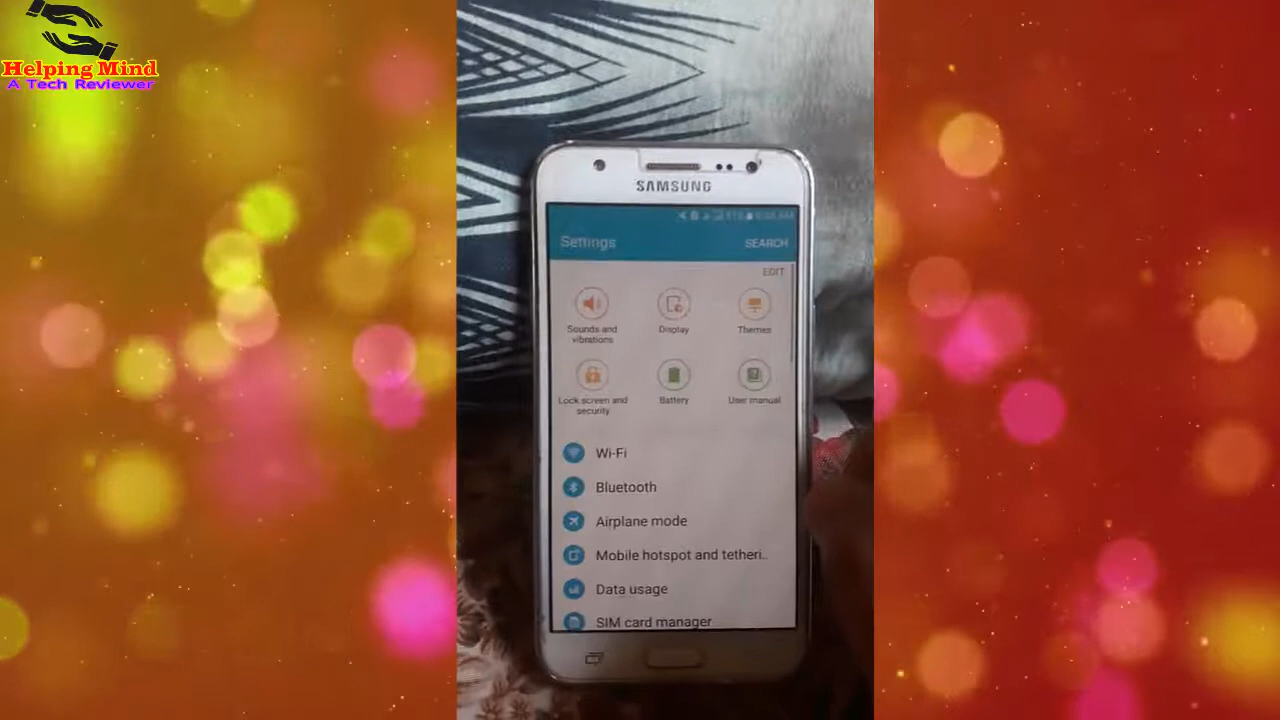 Helping Mind
A Tech Reviewer
SAMSUNG
Settings
SEARCH
EDIT
Sounds and
vibrations
Display
Themes
Lock screen and
security
Battery
User manual
Wi-Fi
Bluetooth
Airplane mode
Mobile hotspot and tetheri..
Data usage
SIM card manager